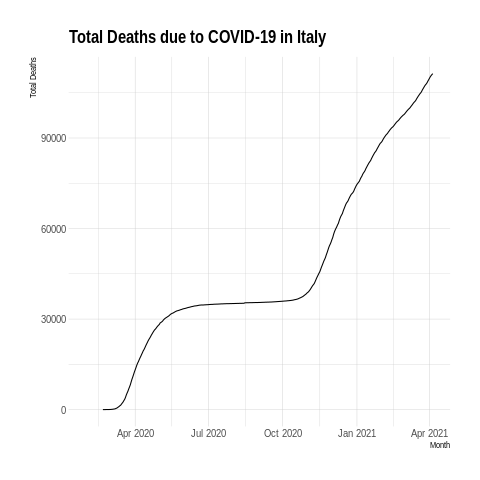 Total Deaths due to COVID-19 in Italy
Total Deaths
90000
60000
30000
0
Apr 2020 Jul 2020 Oct 2020 Jan 2021 Apr 2021
Month